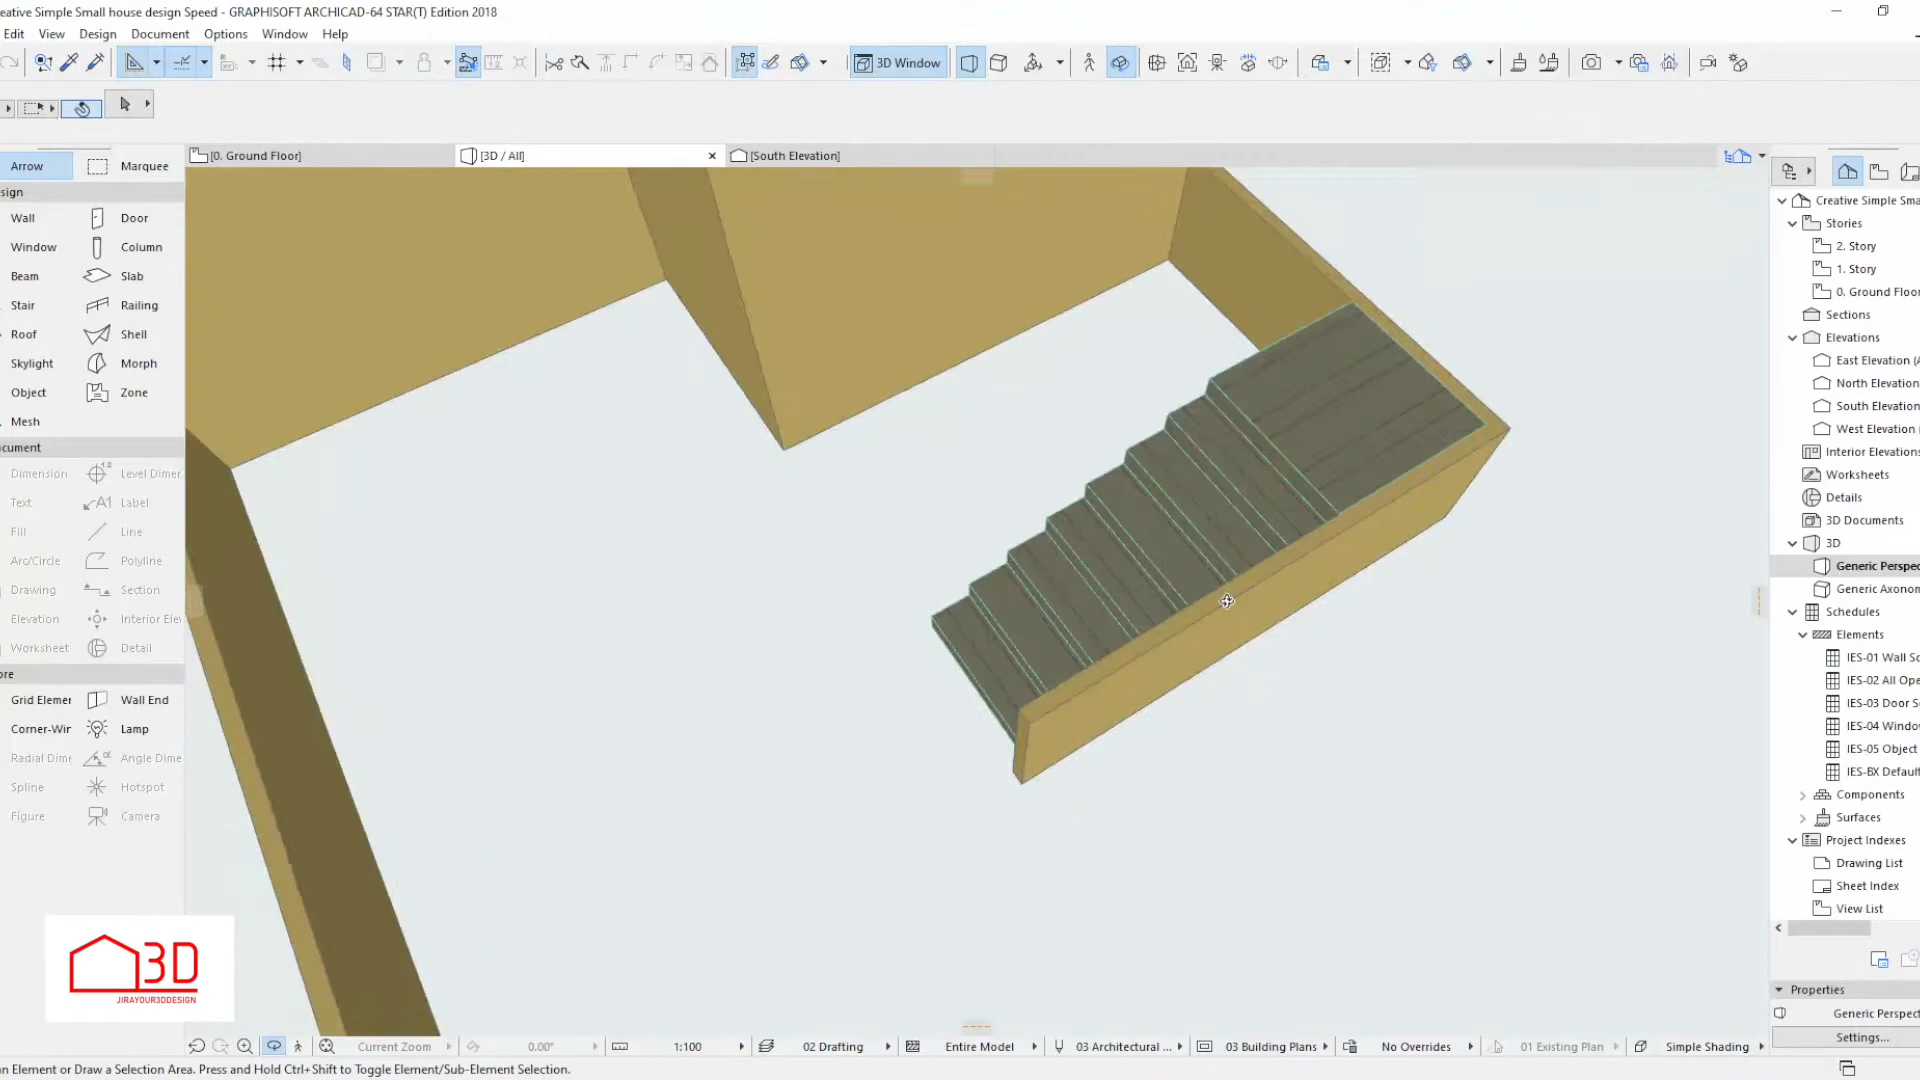 eative Simple Small house design Speed - GRAPHISOFT ARCHICAD-64 STAR(T) Edition 2018
Edit View Design Document Options Window Help
3D Window
[0. Ground Floor] [3D / All] [South Elevation]
Arrow Marquee
sign
Wall Door
Window Column
Beam Slab
Stair Railing
Roof Shell
Skylight Morph
Object Zone
Mesh
cument
Dimension Level Dimer
Text Label
Fill Line
Arc/Circle Polyline
Drawing Section
Elevation Interior Elev
Worksheet Detail
ore
Grid Elemer Wall End
Corner-Wir Lamp
Radial Dime Angle Dime
Spline Hotspot
Figure Camera
Creative Simple Sma
Stories
2. Story
1. Story
0. Ground Floor
Sections
Elevations
East Elevation (A
North Elevation
South Elevation
West Elevation (
Interior Elevations
Worksheets
Details
3D Documents
3D
Generic Perspec
Generic Axonom
Schedules
Elements
IES-01 Wall Sc
IES-02 All Ope
IES-03 Door S
IES-04 Windo
IES-05 Object
IES-BX Default
Components
Surfaces
Project Indexes
Drawing List
Sheet Index
View List
Properties
Generic Perspec
Settings...
3D
JIRAYOUR3DDESIGN
Current Zoom 0.00° 1:100 02 Drafting Entire Model 03 Architectural ... 03 Building Plans No Overrides 01 Existing Plan Simple Shading
n Element or Draw a Selection Area. Press and Hold Ctrl+Shift to Toggle Element/Sub-Element Selection.